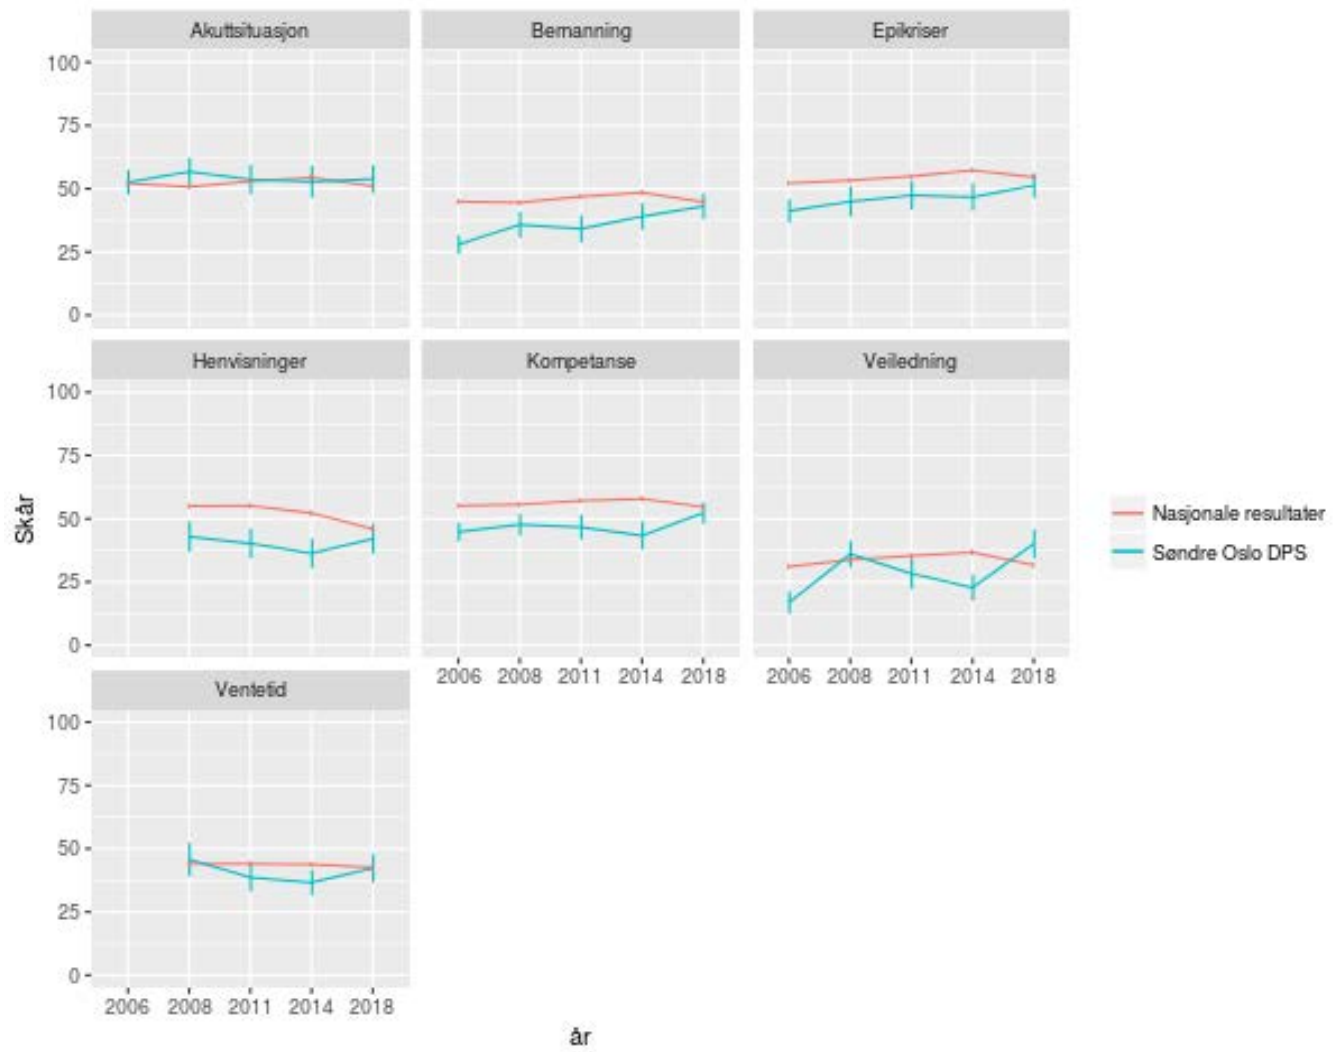 Akuttsituasjon Bemanning Epikriser
100
75
50
25
0
Henvisninger Kompetanse Veiledning
100
75
50
25
0
2006 2008 2011 2014 2018 2006 2008 2011 2014 2018
Ventetid
100
75
50
25
0
2006 2008 2011 2014 2018
år
Skår
Nasjonale resultater
Søndre Oslo DPS